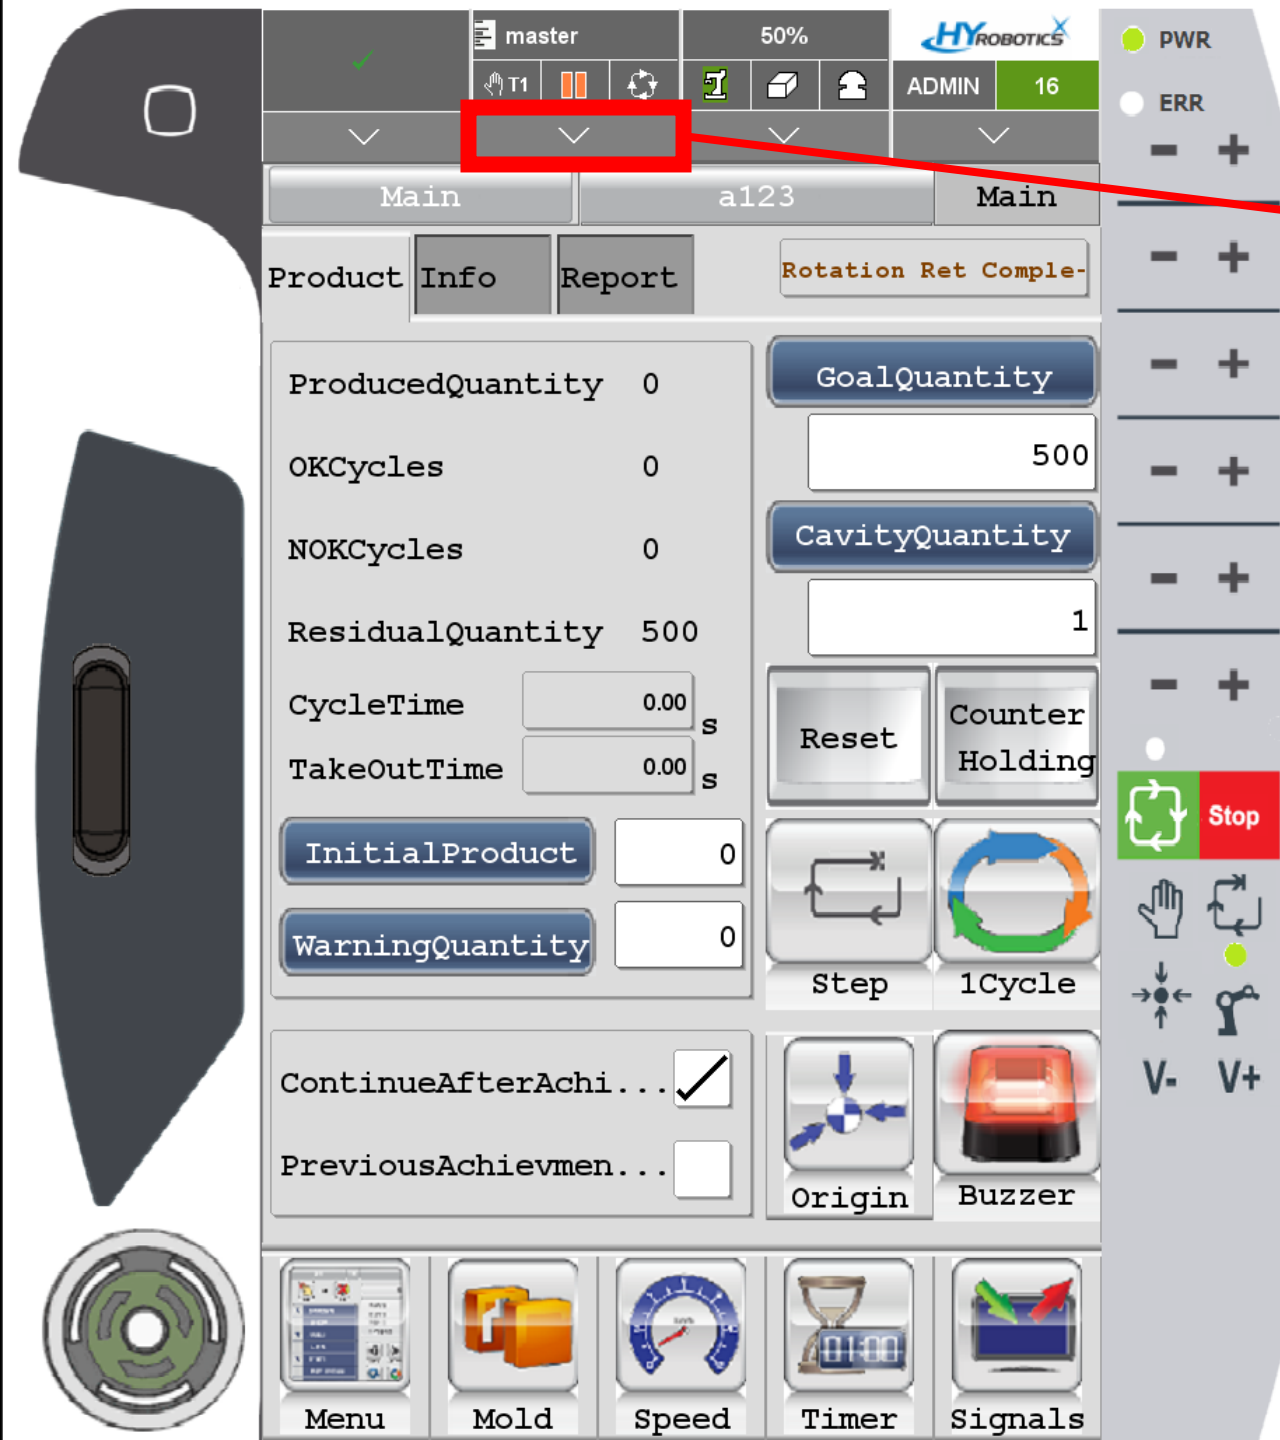 master
50%
HYROBOTICS
PWR
T1
ADMIN
16
ERR
Main
a123
Main
Product
Info
Report
Rotation Ret Comple-
ProducedQuantity 0
GoalQuantity
500
OKCycles 0
CavityQuantity
NOKCycles 0
1
ResidualQuantity 500
CycleTime 0.00 s
Reset
Counter
Holding
TakeOutTime 0.00 s
Stop
InitialProduct 0
WarningQuantity 0
Step
1Cycle
ContinueAfterAchi...
V-
V+
PreviousAchievmen...
Origin
Buzzer
01:00
Menu
Mold
Speed
Timer
Signals